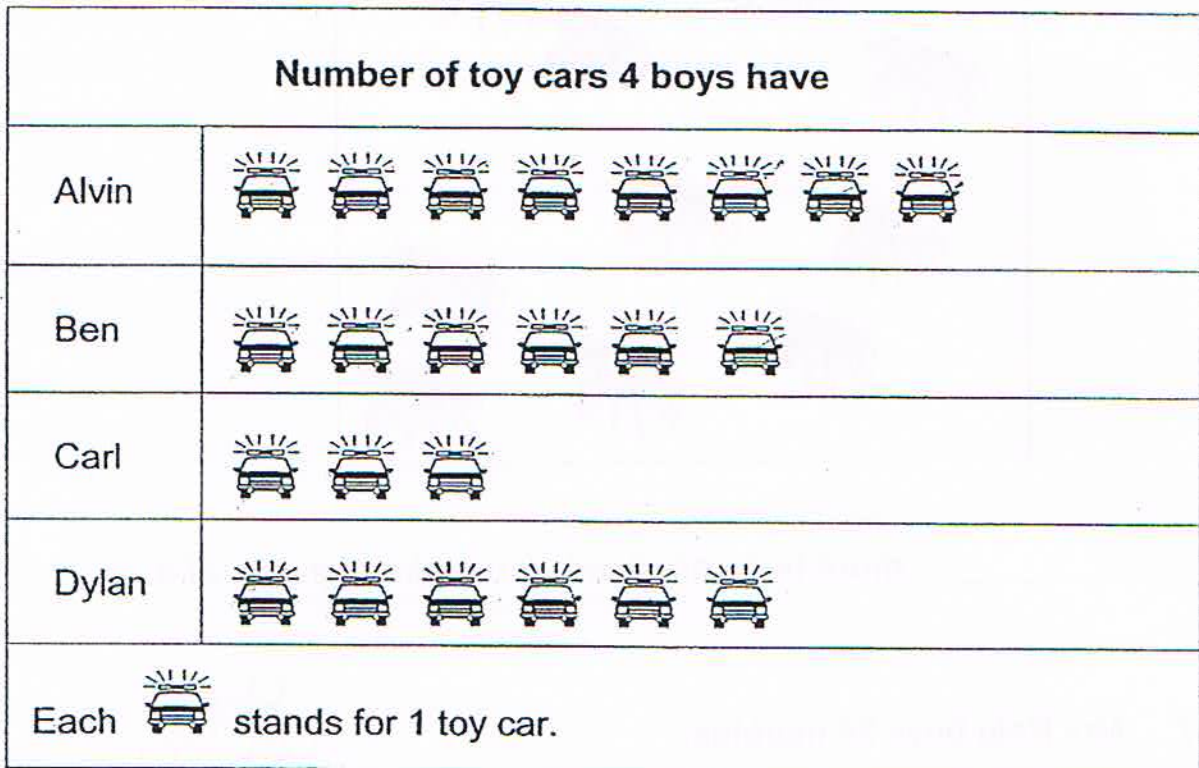 Number of toy cars 4 boys have
Alvin
Ben
Carl
Dylan
Each stands for 1 toy car.